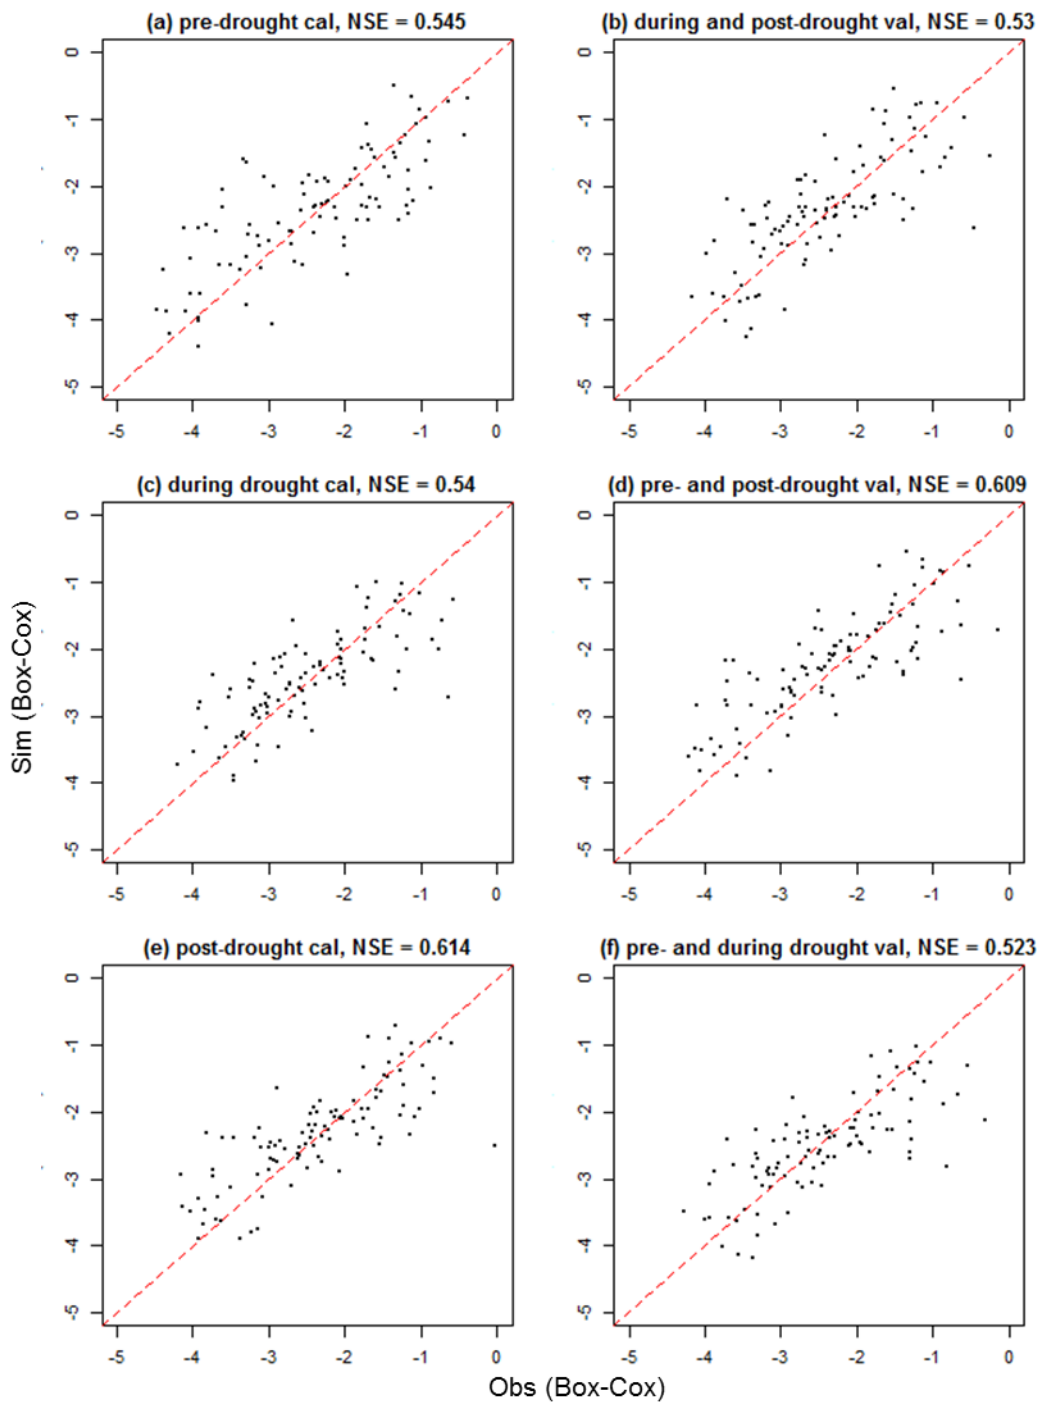 (a) pre-drought cal, NSE = 0.545
(b) during and post-drought val, NSE = 0.53
0
-1
-2
-3
-4
-5
-5 -4 -3 -2 -1 0
0
-1
-2
-3
-4
-5
-5 -4 -3 -2 -1 0
(c) during drought cal, NSE = 0.54
(d) pre- and post-drought val, NSE = 0.609
0
-1
-2
-3
-4
-5
-5 -4 -3 -2 -1 0
0
-1
-2
-3
-4
-5
-5 -4 -3 -2 -1 0
Sim (Box-Cox)
(e) post-drought cal, NSE = 0.614
(f) pre- and during drought val, NSE = 0.523
0
-1
-2
-3
-4
-5
-5 -4 -3 -2 -1 0
0
-1
-2
-3
-4
-5
-5 -4 -3 -2 -1 0
Obs (Box-Cox)